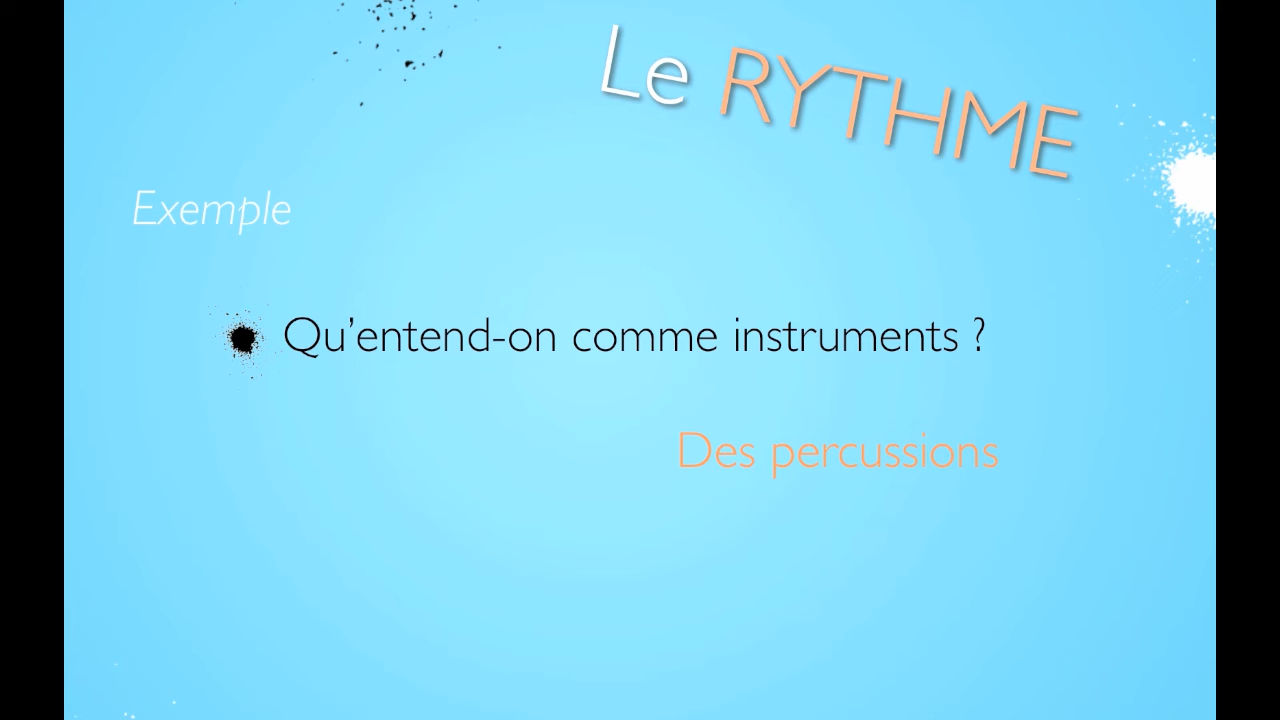 Le RYTHME
Exemple
Qu’entend-on comme instruments ?
Des percussions